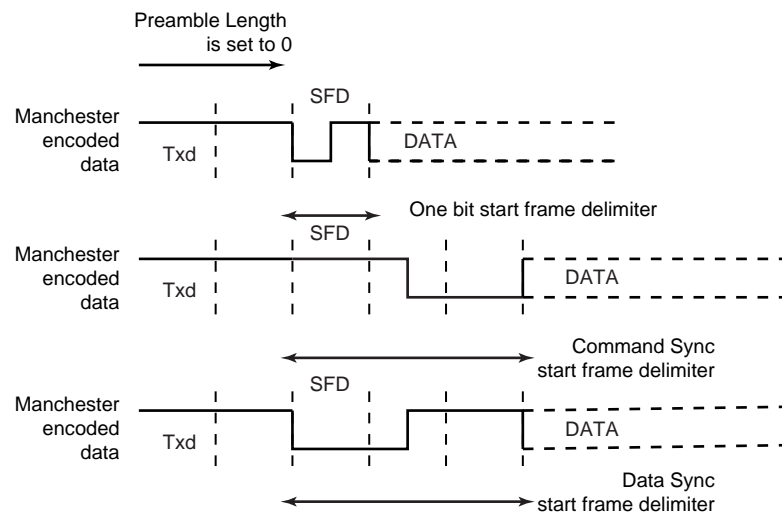 Preamble Length
is set to 0
SFD
Manchester
encoded
data
Txd
DATA
One bit start frame delimiter
SFD
Manchester
encoded
data
Txd
DATA
Command Sync
start frame delimiter
SFD
Manchester
encoded
data
Txd
DATA
Data Sync
start frame delimiter